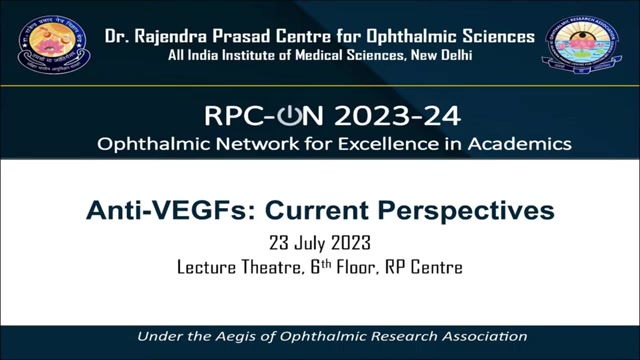 Dr. Rajendra Prasad Centre for Ophthalmic Sciences
All India Institute of Medical Sciences, New Delhi
RPC-ON 2023-24
Ophthalmic Network for Excellence in Academics
Anti-VEGFs: Current Perspectives
23 July 2023
Lecture Theatre, 6th Floor, RP Centre
Under the Aegis of Ophthalmic Research Association